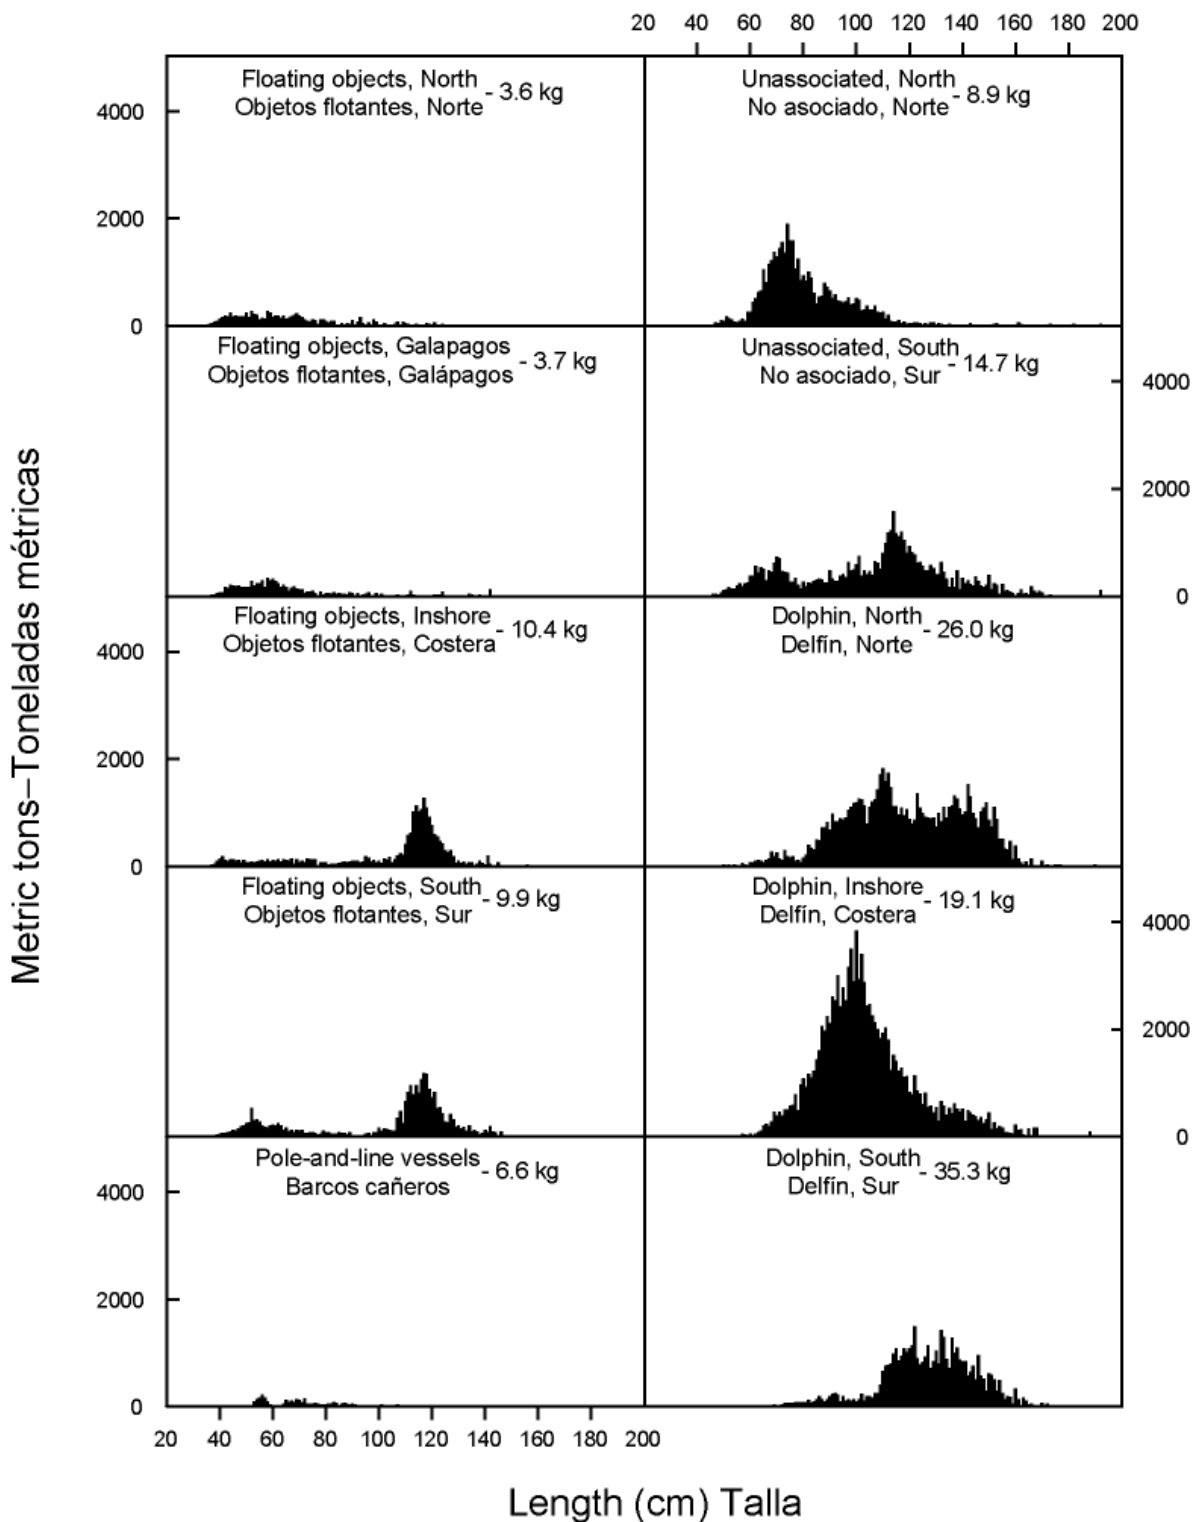 20 40 60 80 100 120 140 160 180 200
Floating objects, North
Objetos flotantes, Norte
- 3.6 kg
Unassociated, North
No asociado, Norte
- 8.9 kg
4000
2000
0
Floating objects, Galapagos
Objetos flotantes, Galápagos
- 3.7 kg
Unassociated, South
No asociado, Sur
- 14.7 kg
4000
2000
0
Floating objects, Inshore
Objetos flotantes, Costera
- 10.4 kg
Dolphin, North
Delfín, Norte
- 26.0 kg
4000
2000
0
Floating objects, South
Objetos flotantes, Sur
- 9.9 kg
Dolphin, Inshore
Delfín, Costera
- 19.1 kg
4000
2000
0
Pole-and-line vessels
Barcos cañeros
- 6.6 kg
Dolphin, South
Delfín, Sur
- 35.3 kg
4000
2000
0
20 40 60 80 100 120 140 160 180 200
Metric tons–Toneladas métricas
Length (cm) Talla